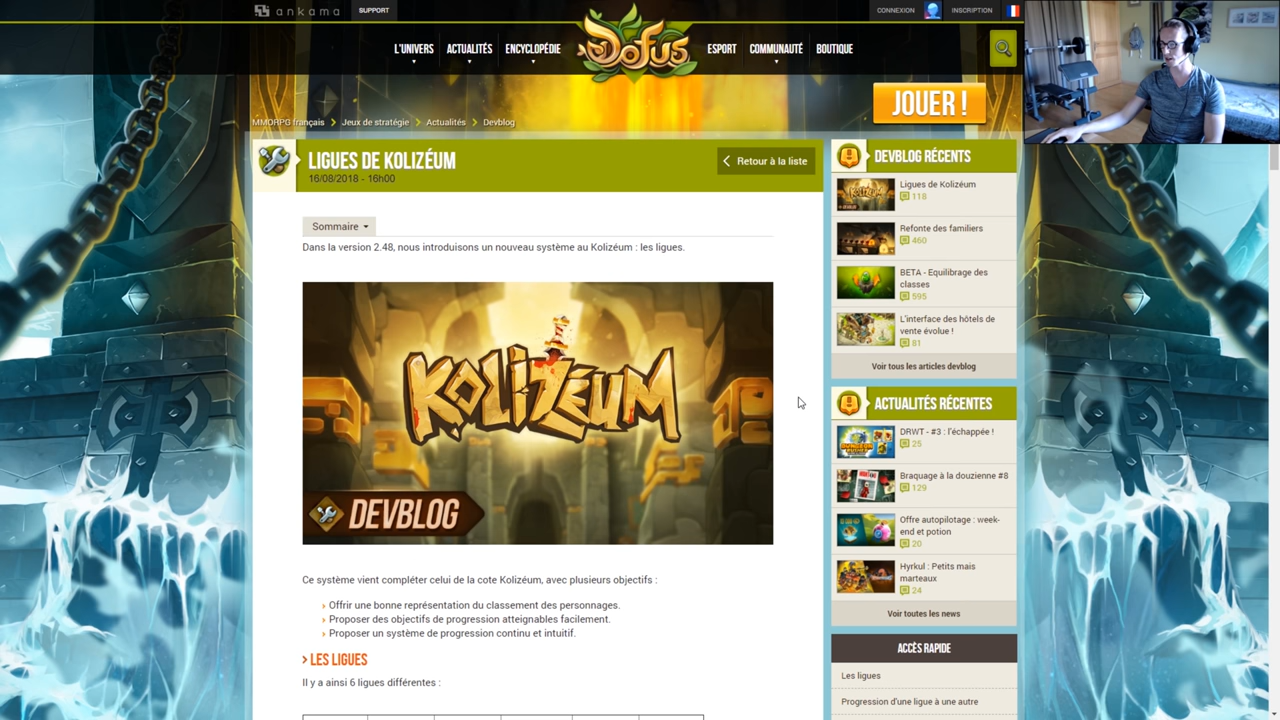 ankama
SUPPORT
CONNEXION
INSCRIPTION
L'UNIVERS
ACTUALITÉS
ENCYCLOPÉDIE
DOFUS
ESPORT
COMMUNAUTÉ
BOUTIQUE
JOUER !
MMORPG français
Jeux de stratégie
Actualités
Devblog
LIGUES DE KOLIZÉUM
16/08/2018 - 16h00
Retour à la liste
Sommaire
Dans la version 2.48, nous introduisons un nouveau système au Kolizéum : les ligues.
KOLIZÉUM
DEVBLOG
Ce système vient compléter celui de la cote Kolizéum, avec plusieurs objectifs :
Offrir une bonne représentation du classement des personnages.
Proposer des objectifs de progression atteignables facilement.
Proposer un système de progression continu et intuitif.
LES LIGUES
Il y a ainsi 6 ligues différentes :
DEVBLOG RÉCENTS
Ligues de Kolizéum
118
Refonte des familiers
460
BETA - Equilibrage des
classes
595
L'interface des hôtels de
vente évolue !
81
Voir tous les articles devblog
ACTUALITÉS RÉCENTES
DRWT - #3 : l'échappée !
25
Braquage à la douzienne #8
129
Offre autopilotage : week-
end et potion
20
Hyrkul : Petits mais
marteaux
24
Voir toutes les news
ACCÈS RAPIDE
Les ligues
Progression d'une ligue à une autre